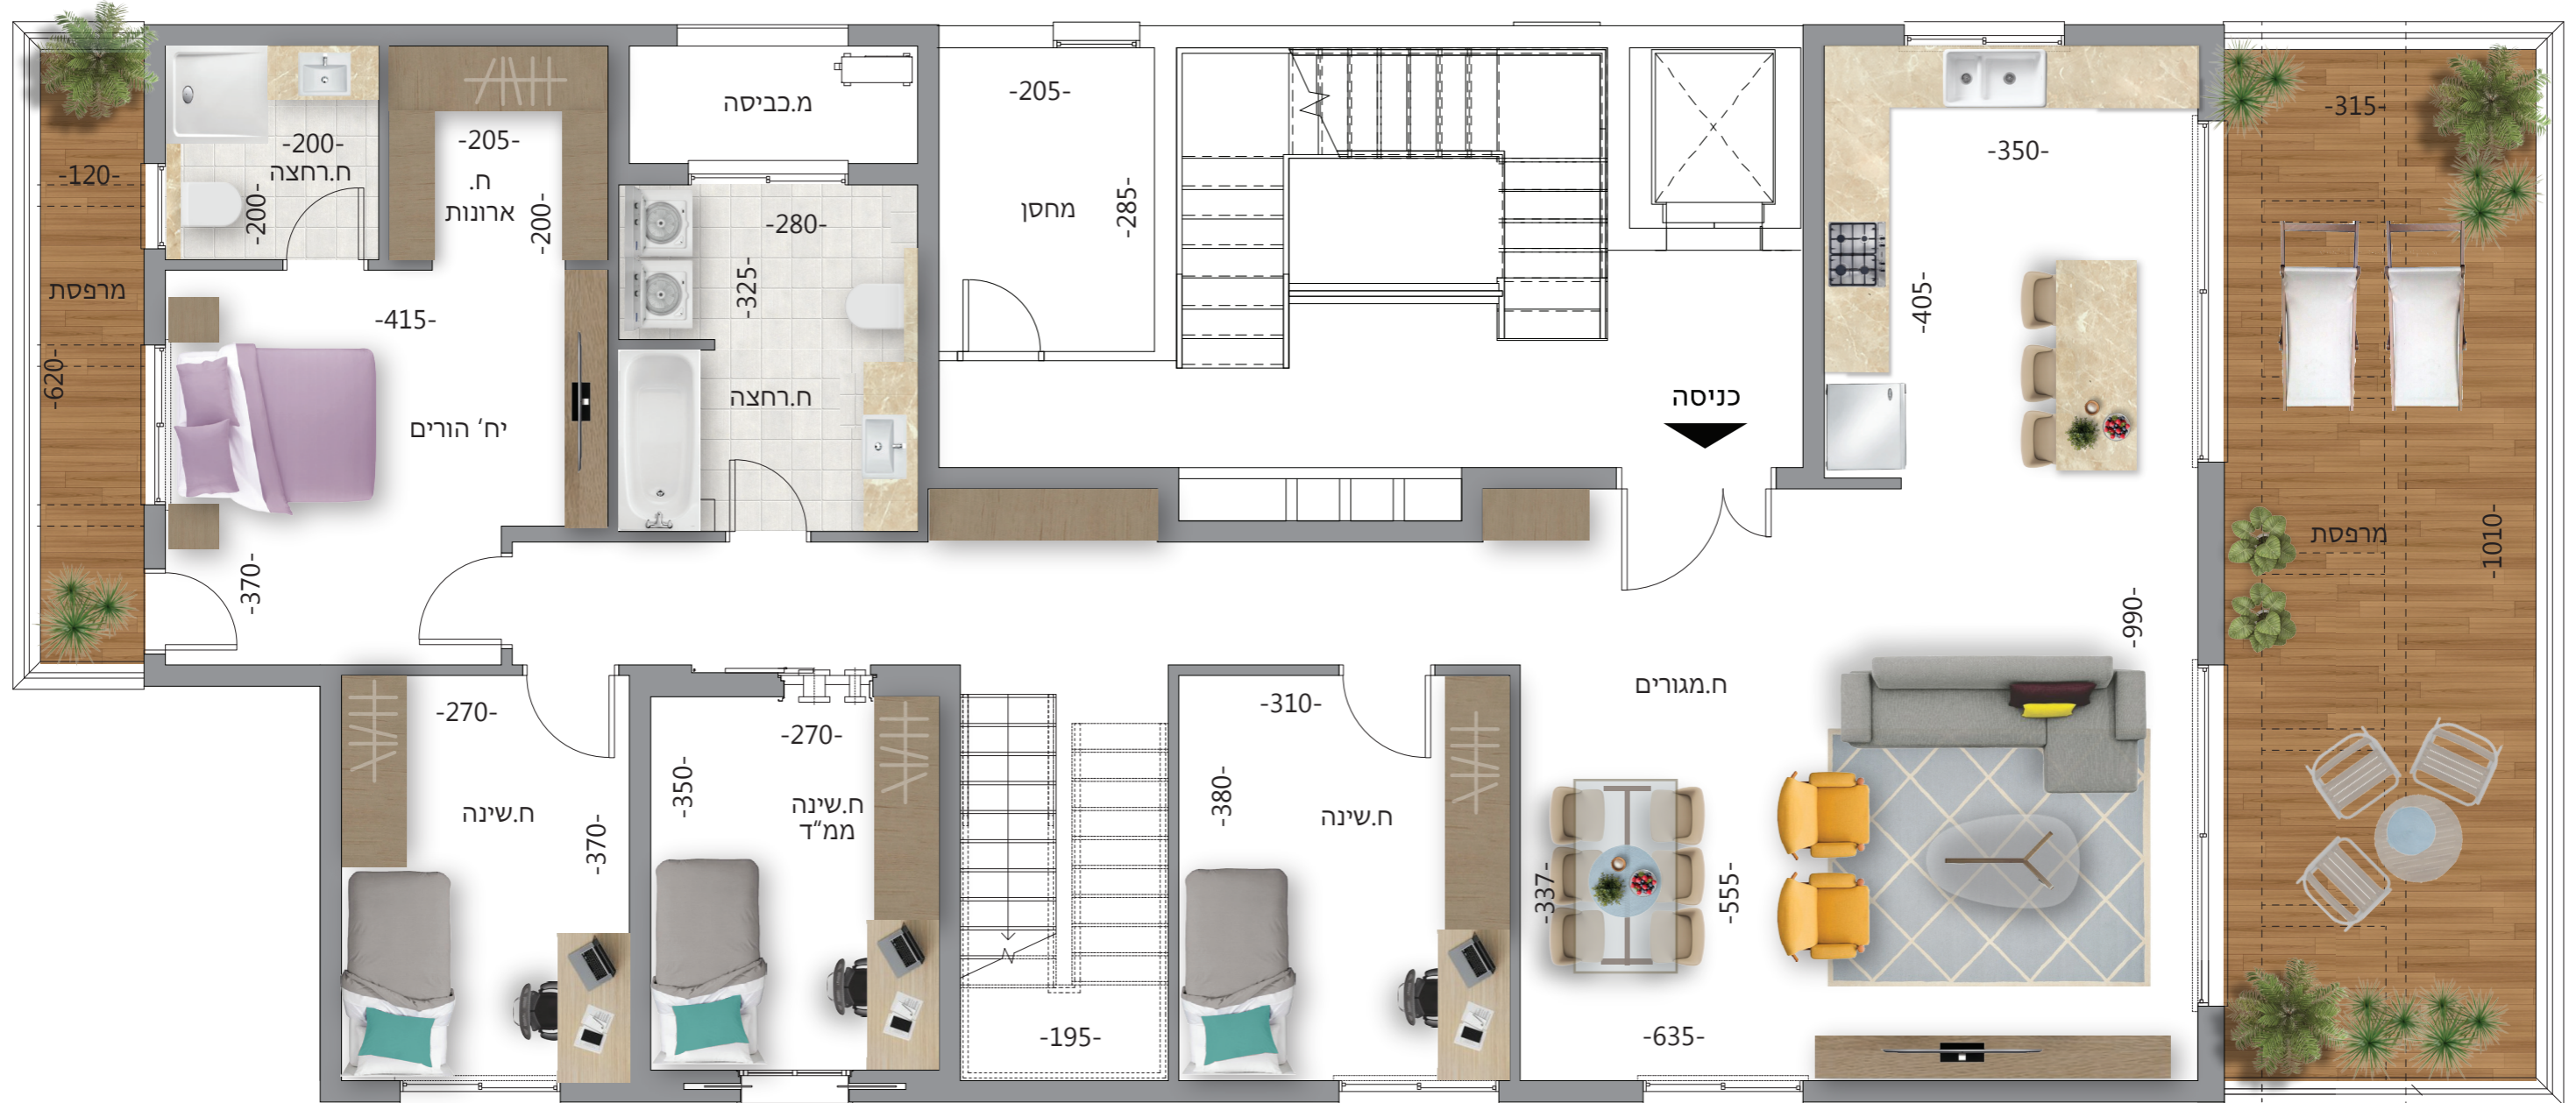 -120-
מרפסת
-620-
-200-
ח.רחצה
-200-
-205-
ח.
ארונות
-200-
-415-
יח' הורים
-370-
מ.כביסה
-280-
-325-
ח.רחצה
-205-
מחסן
-285-
כניסה
-350-
-405-
-315-
מרפסת
-1010-
-990-
ח.מגורים
-337-
-555-
-635-
-270-
ח.שינה
-370-
-270-
-350-
ח.שינה
ממ"ד
-195-
-310-
-380-
ח.שינה